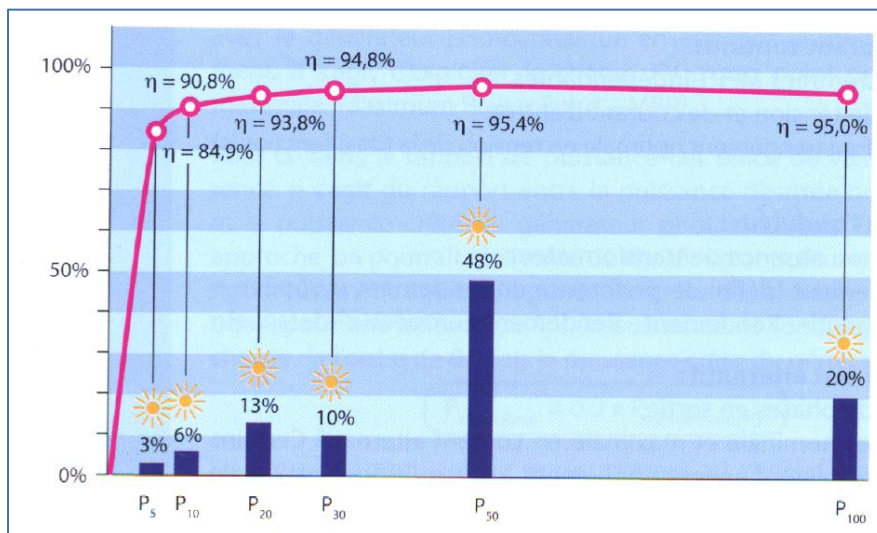 100%
η = 90,8%
η = 94,8%
η = 84,9%
η = 93,8%
η = 95,4%
η = 95,0%
50%
48%
20%
13%
10%
6%
3%
0%
P₅ P₁₀ P₂₀ P₃₀ P₅₀ P₁₀₀